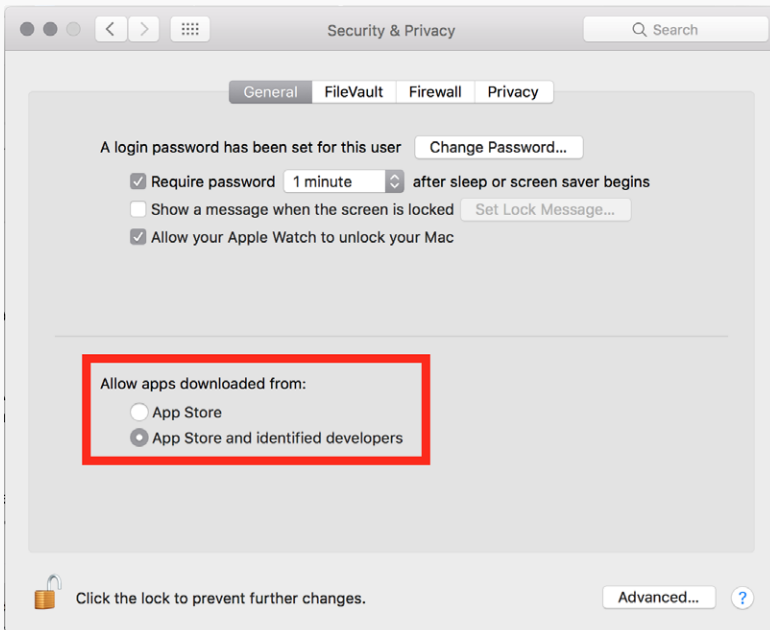 Security & Privacy
Search
General FileVault Firewall Privacy
A login password has been set for this user Change Password...
Require password 1 minute after sleep or screen saver begins
Show a message when the screen is locked Set Lock Message...
Allow your Apple Watch to unlock your Mac
Allow apps downloaded from:
App Store
App Store and identified developers
Click the lock to prevent further changes. Advanced... ?